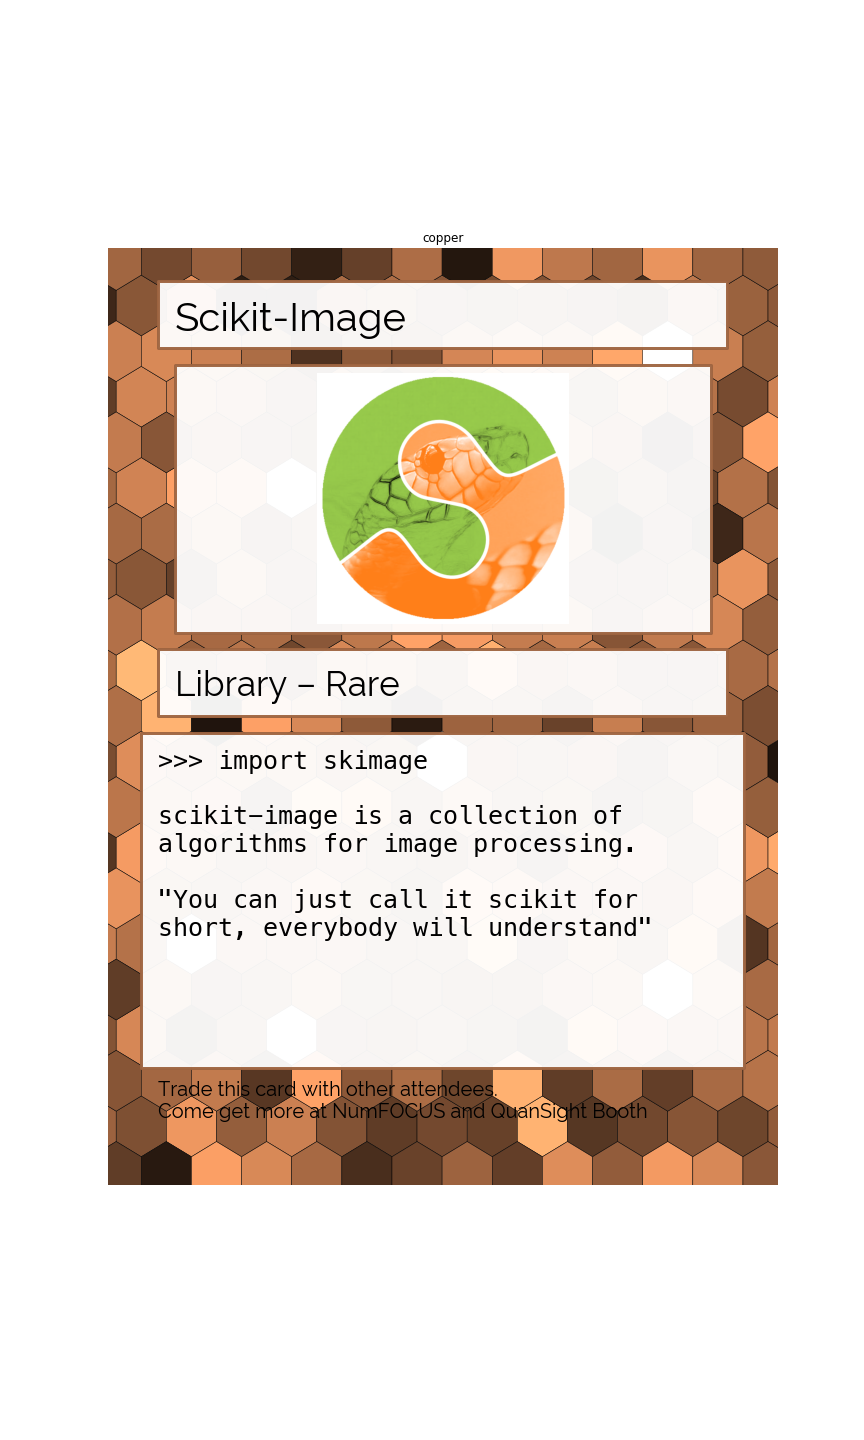 copper
Scikit-Image
Library – Rare
>>> import skimage
scikit−image is a collection of
algorithms for image processing.
"You can just call it scikit for
short, everybody will understand"
Trade this card with other attendees.
Come get more at NumFOCUS and QuanSight Booth